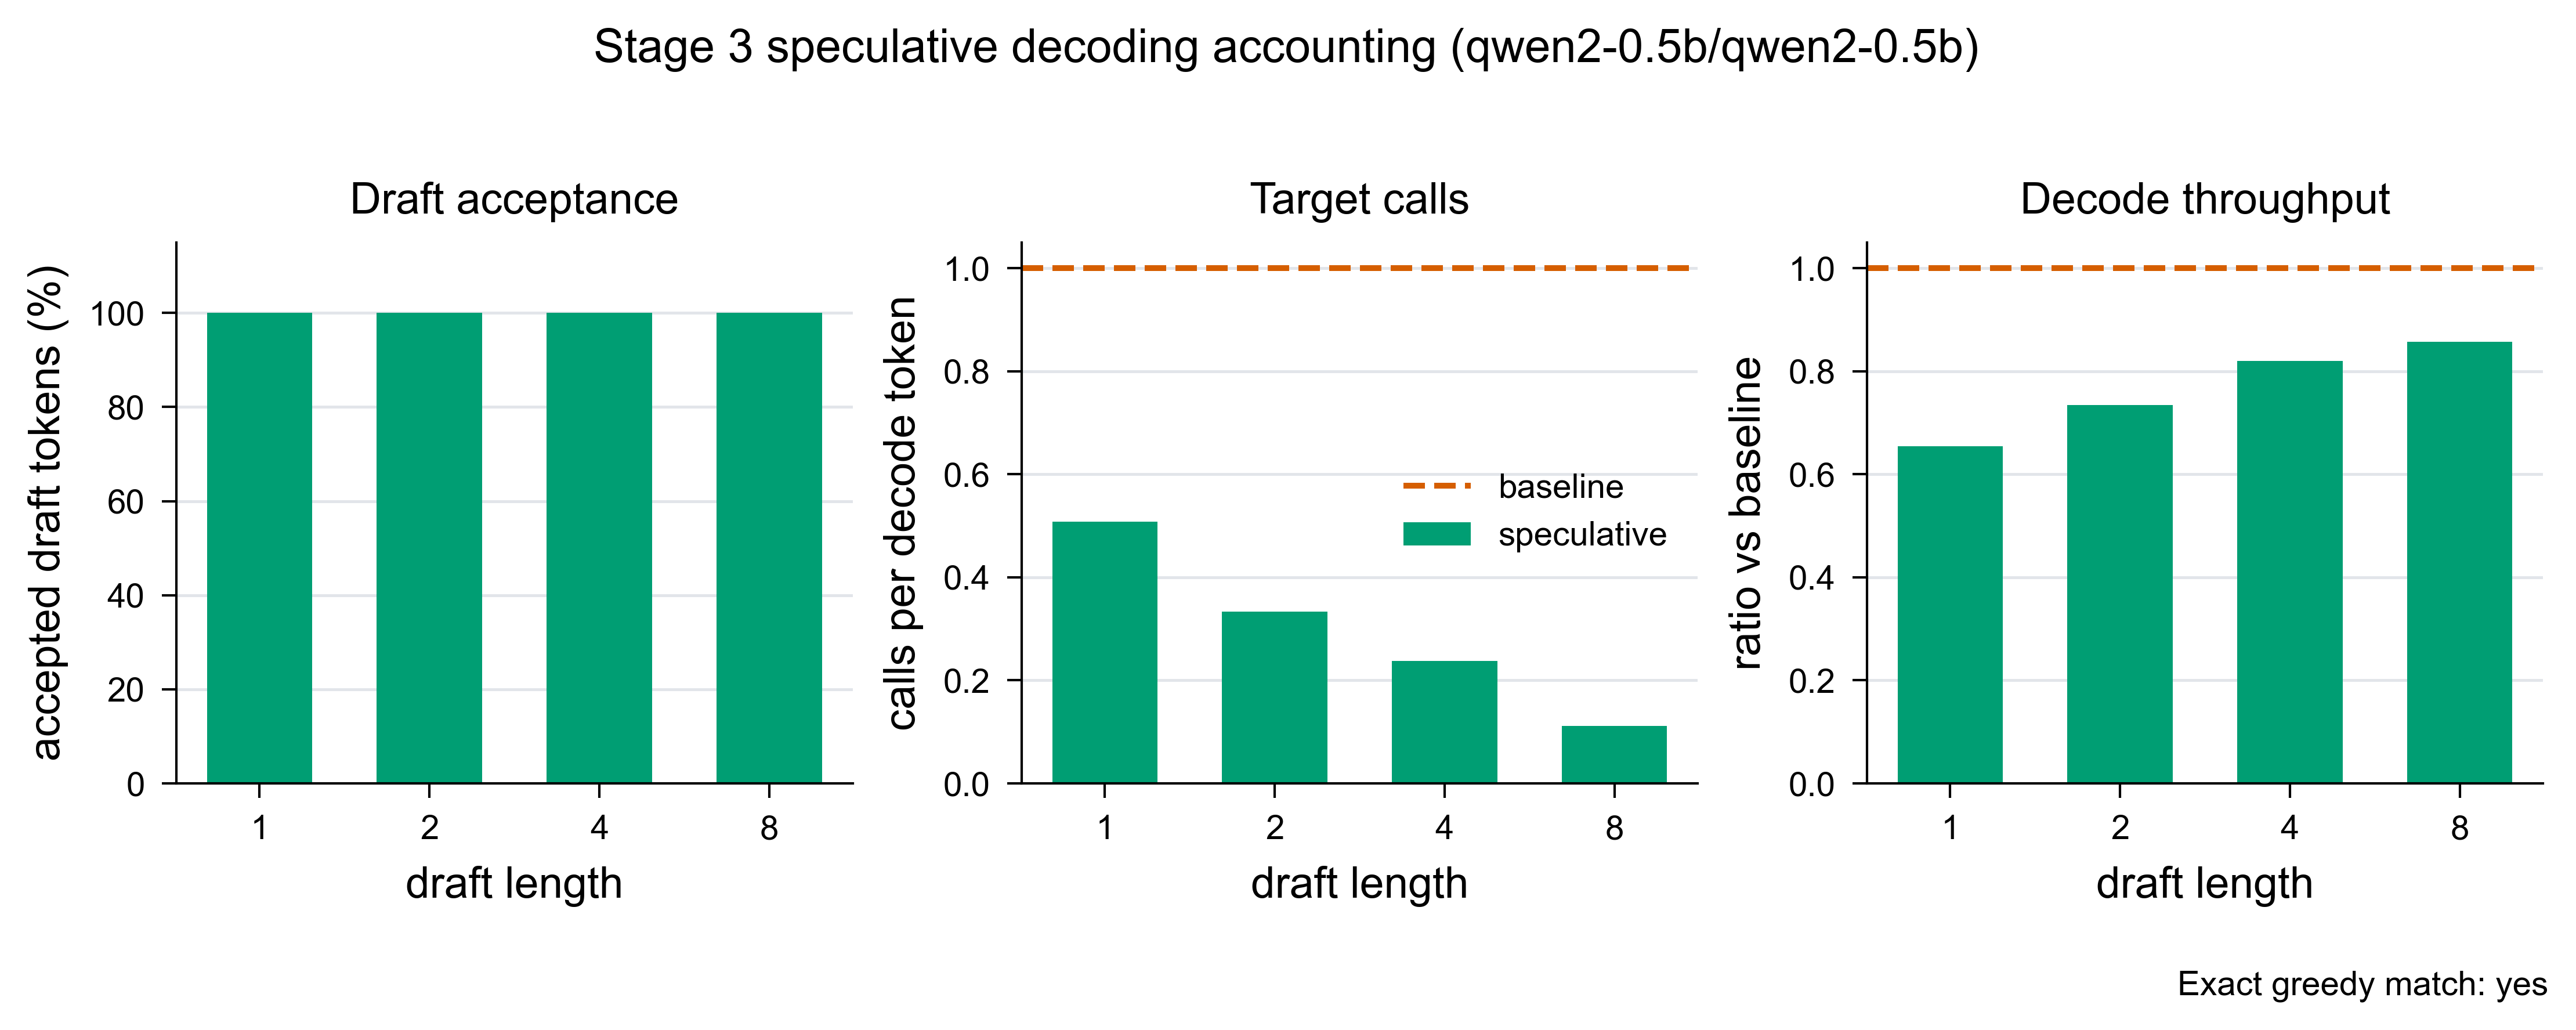 Stage 3 speculative decoding accounting (qwen2-0.5b/qwen2-0.5b)
Draft acceptance
accepted draft tokens (%)
100
80
60
40
20
0
1 2 4 8
draft length
Target calls
calls per decode token
1.0
0.8
0.6
0.4
0.2
0.0
baseline
speculative
1 2 4 8
draft length
Decode throughput
ratio vs baseline
1.0
0.8
0.6
0.4
0.2
0.0
1 2 4 8
draft length
Exact greedy match: yes